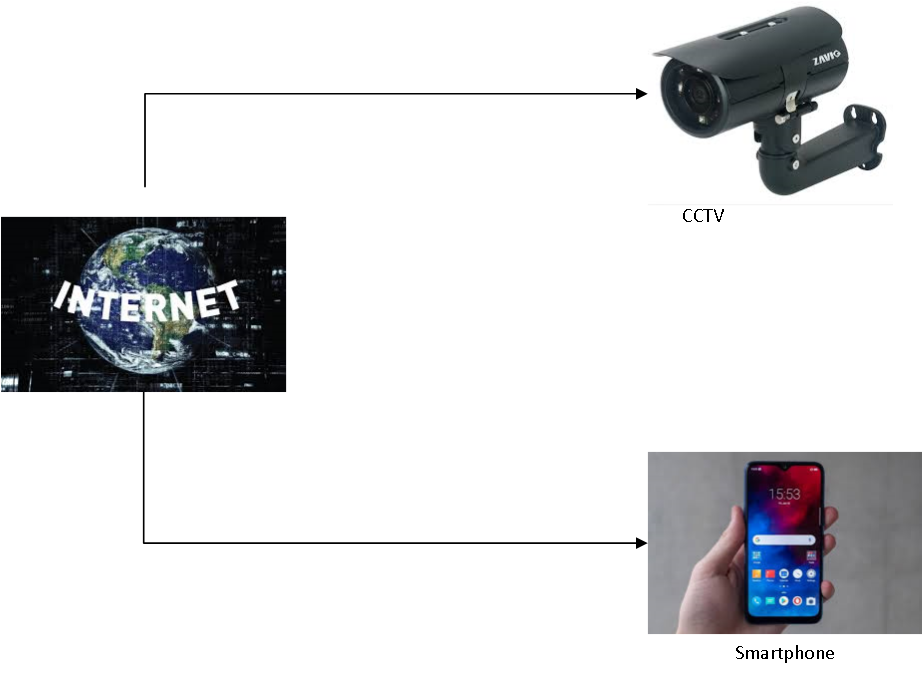 ZAVIO
CCTV
INTERNET
15:53
Smartphone